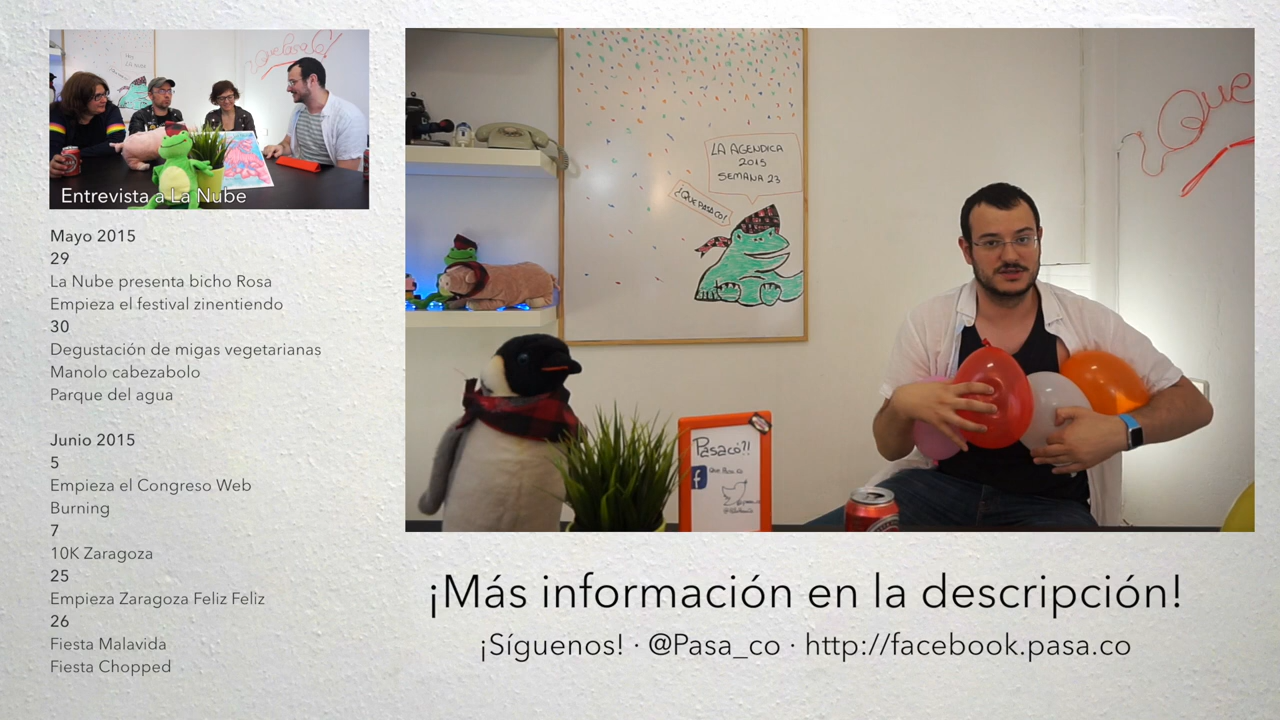 Entrevista a La Nube
Mayo 2015
29
La Nube presenta bicho Rosa
Empieza el festival zinentiendo
30
Degustación de migas vegetarianas
Manolo cabezabolo
Parque del agua
Junio 2015
5
Empieza el Congreso Web
Burning
7
10K Zaragoza
25
Empieza Zaragoza Feliz Feliz
26
Fiesta Malavida
Fiesta Chopped
LA AGENDICA
2015
SEMANA 23
¿QUE PASA CO!
¿Que
Pasacó?!
f
¡Más información en la descripción!
¡Síguenos! · @Pasa_co · http://facebook.pasa.co